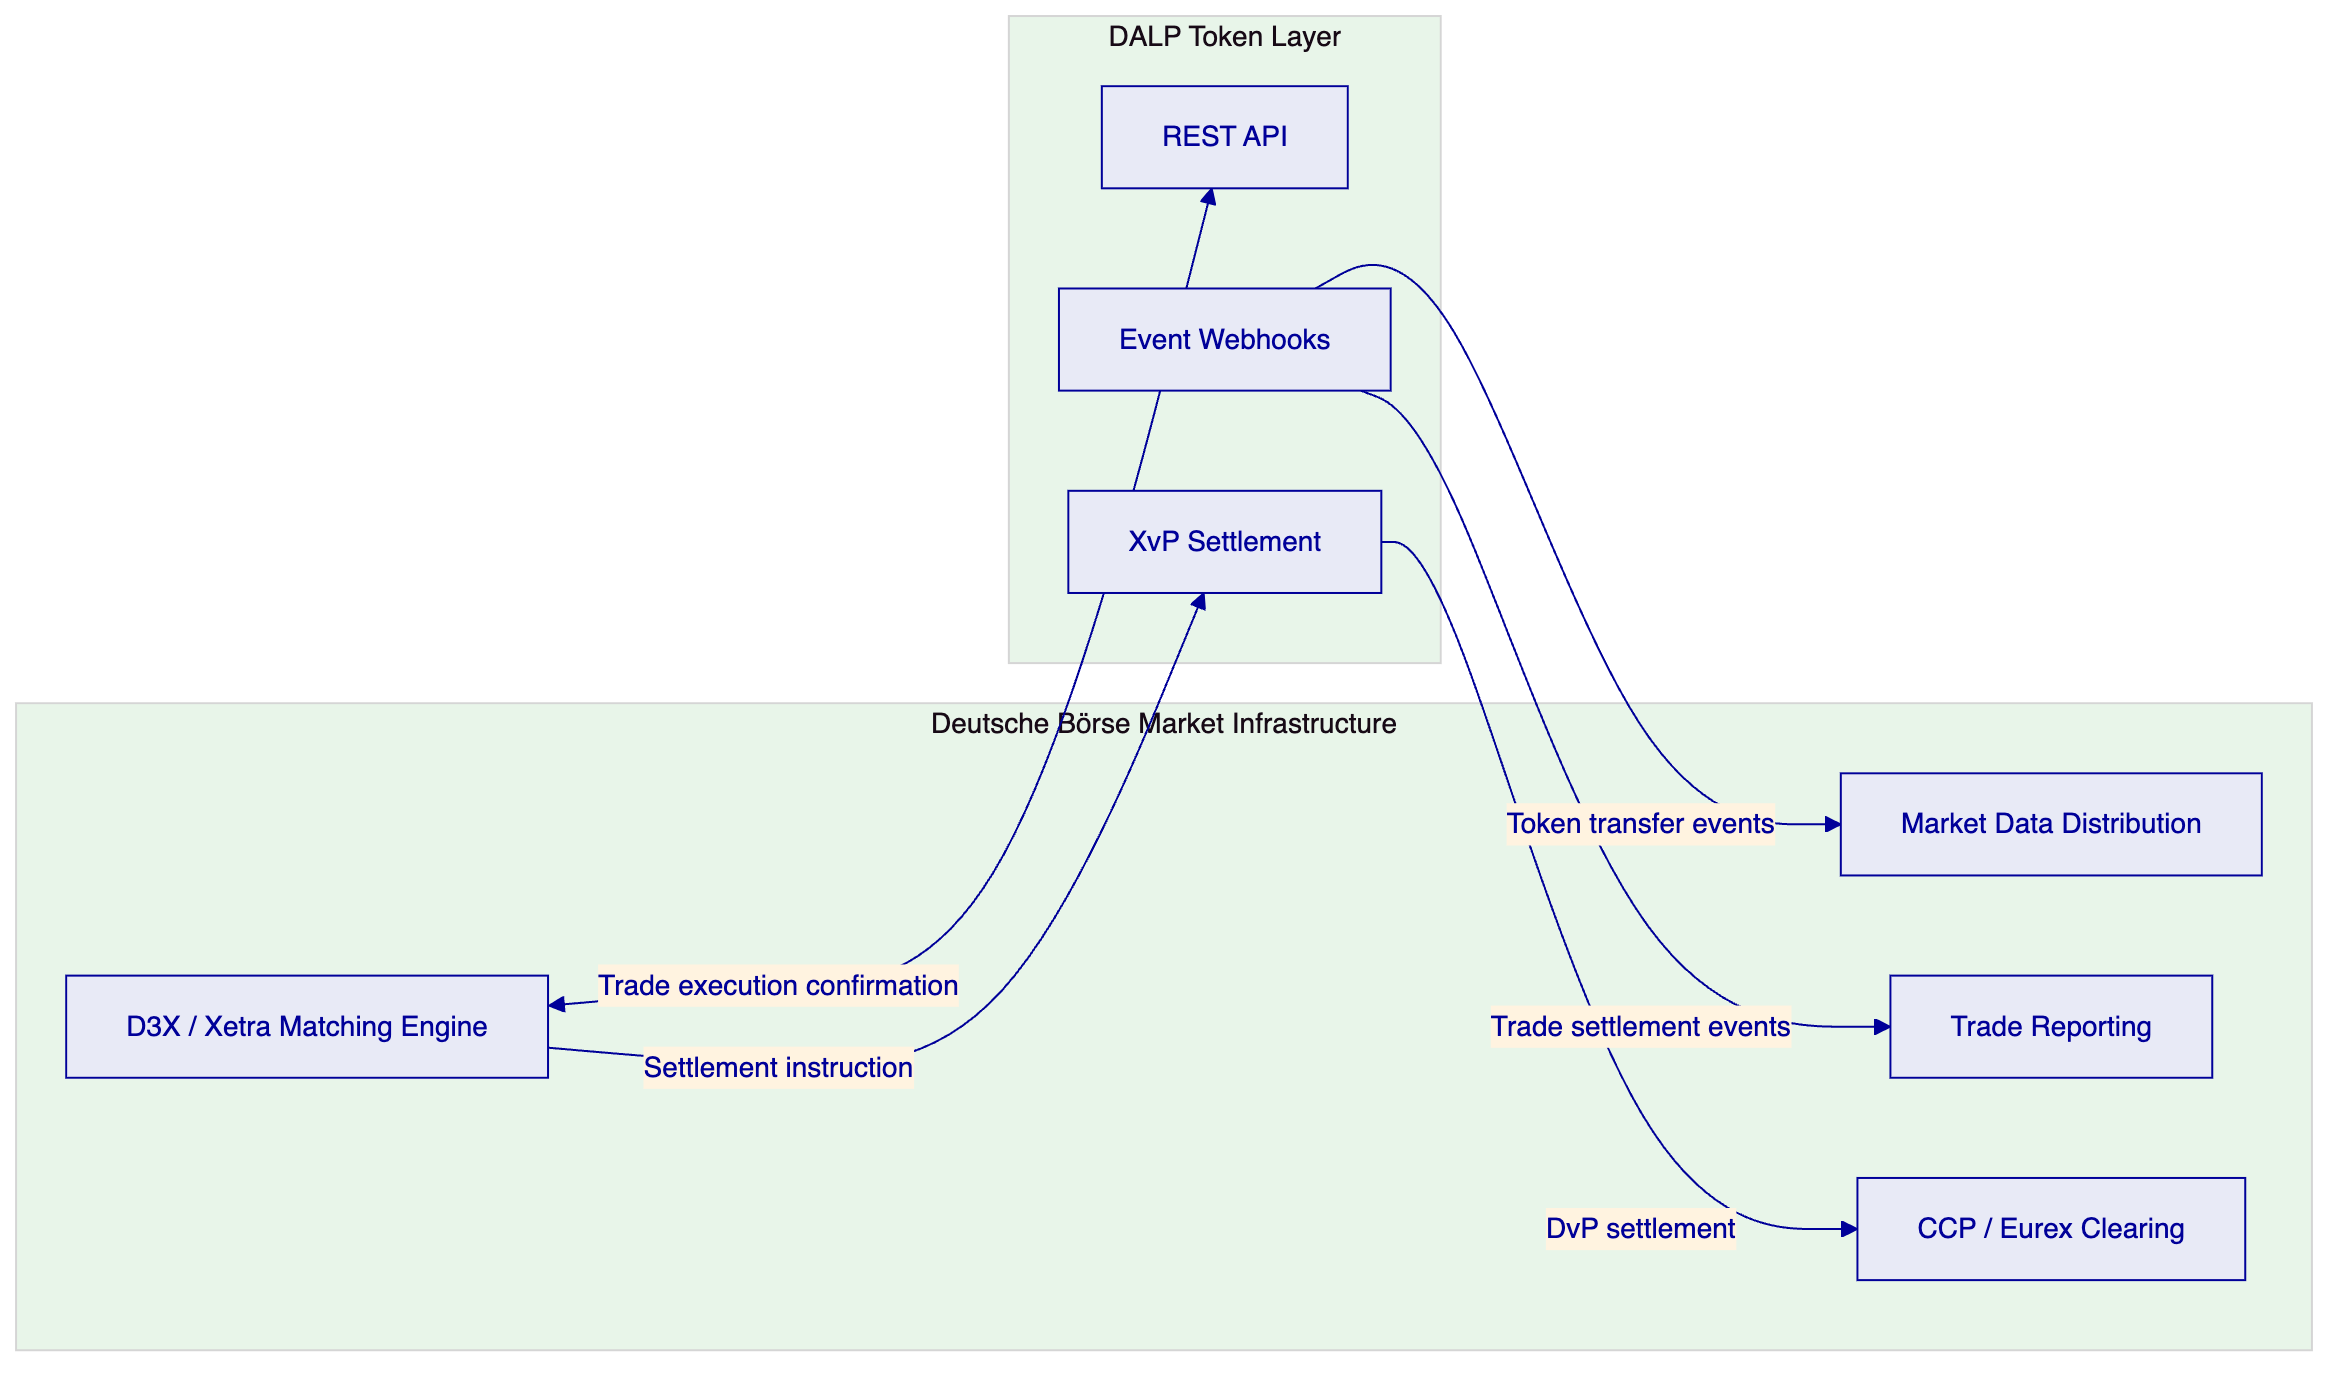 DALP Token Layer
REST API
Event Webhooks
XvP Settlement
Deutsche Börse Market Infrastructure
Token transfer events
Market Data Distribution
Trade execution confirmation
D3X / Xetra Matching Engine
Settlement instruction
Trade settlement events
Trade Reporting
DvP settlement
CCP / Eurex Clearing